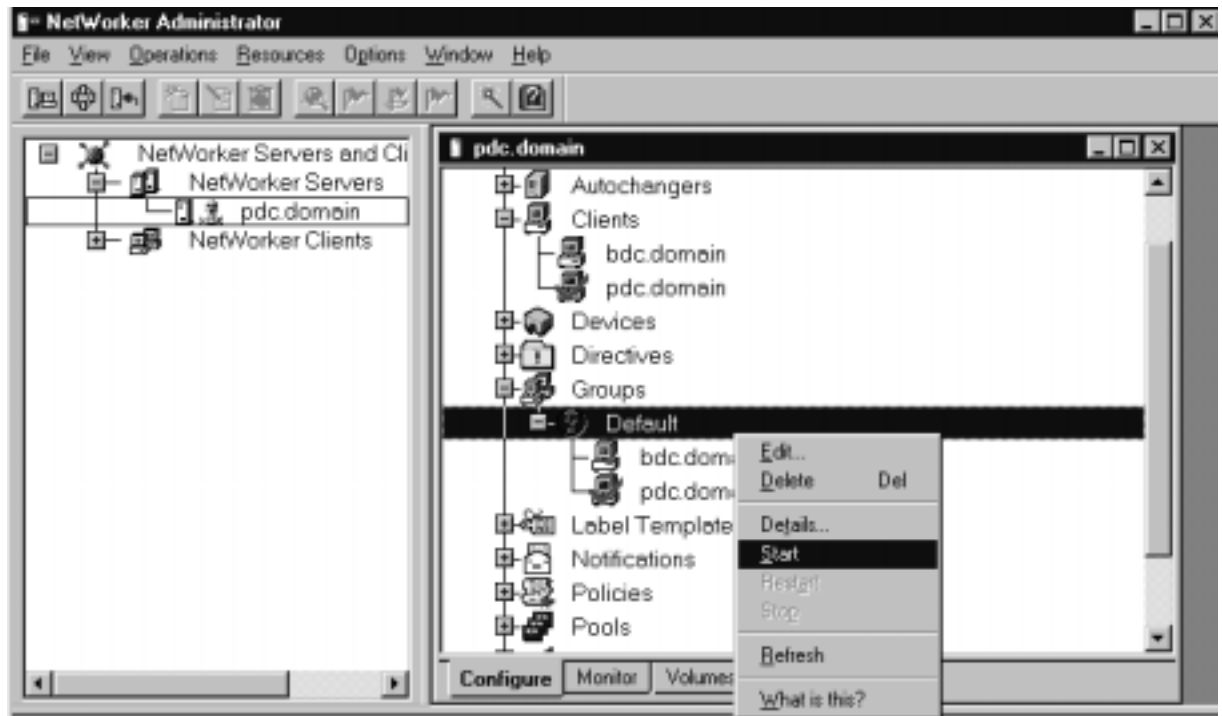 NetWorker Administrator
File View Operations Resources Options Window Help
NetWorker Servers and Cli
NetWorker Servers
pdc.domain
NetWorker Clients
pdc.domain
Autochangers
Clients
bdc.domain
pdc.domain
Devices
Directives
Groups
Default
bdc.dom
pdc.dom
Label Template
Notifications
Policies
Pools
Configure Monitor Volumes
Edit...
Delete Del
Details...
Start
Restart
Stop
Refresh
What is this?